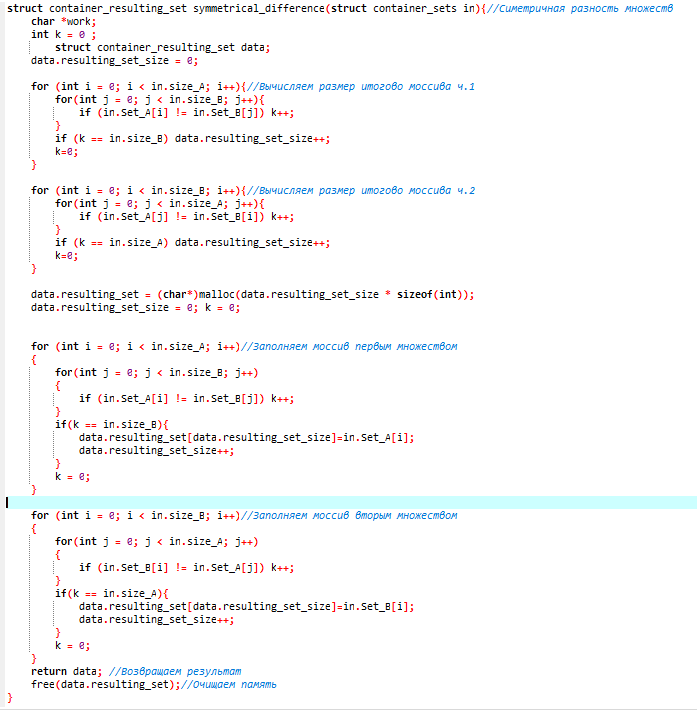 struct container_resulting_set symmetrical_difference(struct container_sets in){//Симетричная разность множеств
char *work;
int k = 0 ;
struct container_resulting_set data;
data.resulting_set_size = 0;
for (int i = 0; i < in.size_A; i++){//Вычисляем размер итогово моссива ч.1
for(int j = 0; j < in.size_B; j++){
if (in.Set_A[i] != in.Set_B[j]) k++;
}
if (k == in.size_B) data.resulting_set_size++;
k=0;
}
for (int i = 0; i < in.size_B; i++){//Вычисляем размер итогово моссива ч.2
for(int j = 0; j < in.size_A; j++){
if (in.Set_A[j] != in.Set_B[i]) k++;
}
if (k == in.size_A) data.resulting_set_size++;
k=0;
}
data.resulting_set = (char*)malloc(data.resulting_set_size * sizeof(int));
data.resulting_set_size = 0; k = 0;
for (int i = 0; i < in.size_A; i++)//Заполняем моссив первым множеством
{
for(int j = 0; j < in.size_B; j++)
{
if (in.Set_A[i] != in.Set_B[j]) k++;
}
if(k == in.size_B){
data.resulting_set[data.resulting_set_size]=in.Set_A[i];
data.resulting_set_size++;
}
k = 0;
}
for (int i = 0; i < in.size_B; i++)//Заполняем моссив вторым множеством
{
for(int j = 0; j < in.size_A; j++)
{
if (in.Set_B[i] != in.Set_A[j]) k++;
}
if(k == in.size_A){
data.resulting_set[data.resulting_set_size]=in.Set_B[i];
data.resulting_set_size++;
}
k = 0;
}
return data; //Возвращаем результат
free(data.resulting_set);//Очищаем память
}